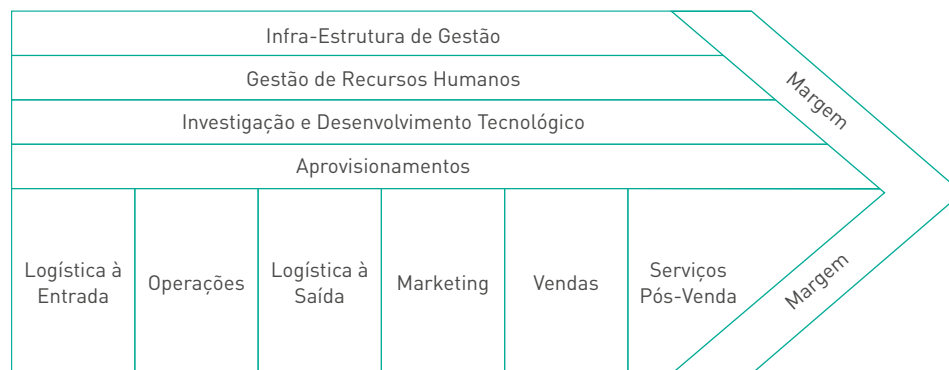 Infra-Estrutura de Gestão
Gestão de Recursos Humanos
Investigação e Desenvolvimento Tecnológico
Aprovisionamentos
Margem
Logística à
Entrada
Operações
Logística à
Saída
Marketing
Vendas
Serviços
Pós-Venda
Margem